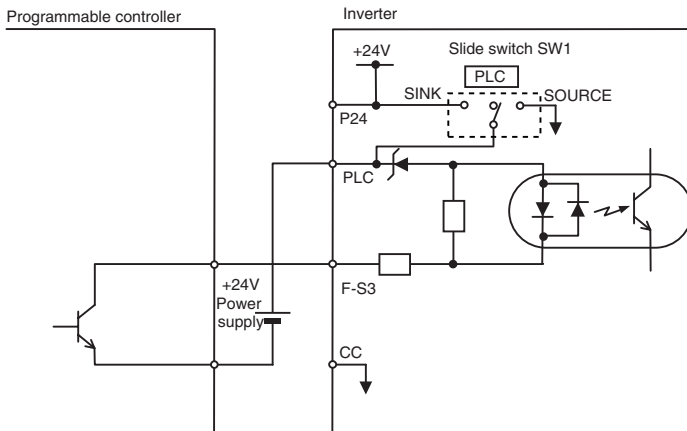 Programmable controller
Inverter
+24V
Slide switch SW1
PLC
SINK
SOURCE
P24
PLC
+24V
Power
supply
F-S3
CC